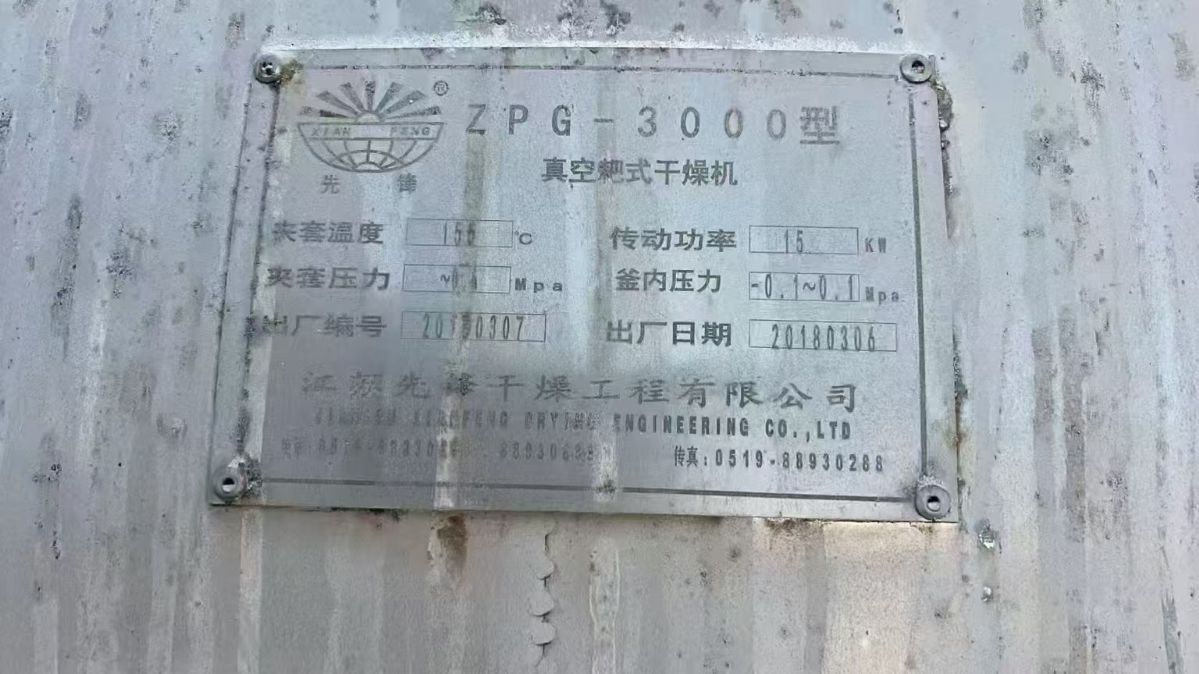 XIAN FENG ® ZPG-3000型
先锋 真空耙式干燥机
夹套温度 ℃ 传动功率 15 KW
夹套压力 Mpa 釜内压力 -0.1~0.1 Mpa
出厂编号 出厂日期 20180306
江苏先锋干燥工程有限公司
XIANFENG DRYING ENGINEERING CO.,LTD
传真:0519-88930288